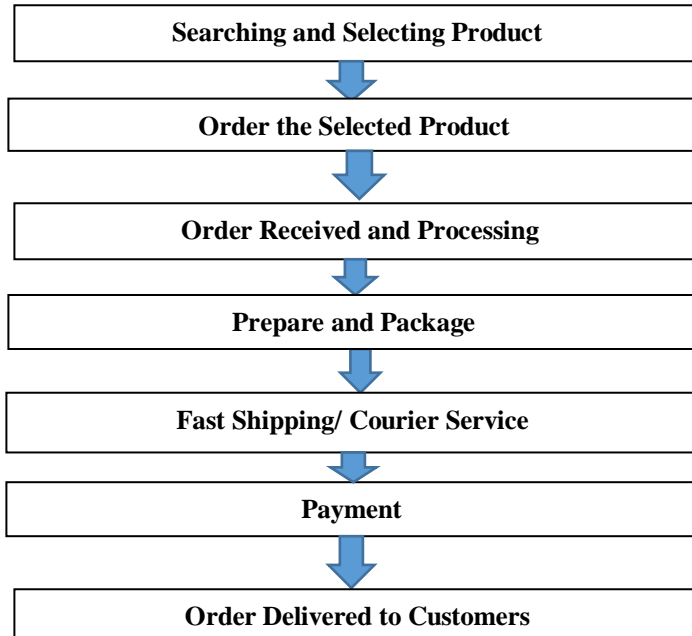 Searching and Selecting Product
Order the Selected Product
Order Received and Processing
Prepare and Package
Fast Shipping/ Courier Service
Payment
Order Delivered to Customers